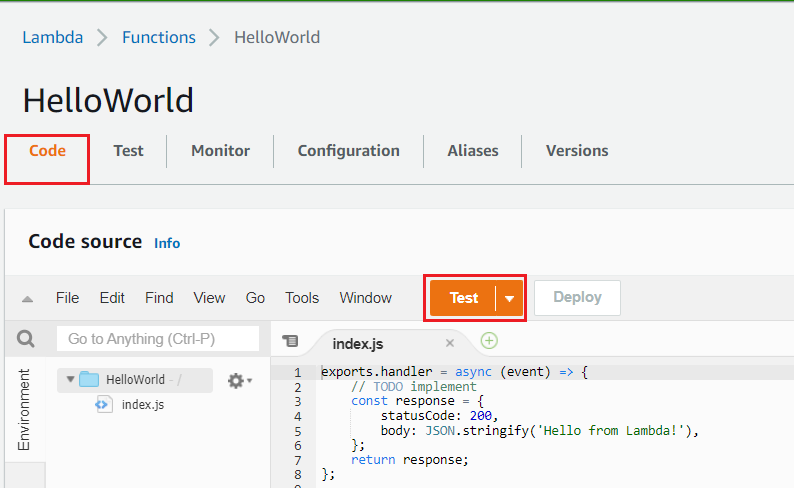 Lambda > Functions > HelloWorld
HelloWorld
Code Test Monitor Configuration Aliases Versions
Code source Info
File Edit Find View Go Tools Window Test Deploy
Go to Anything (Ctrl-P)
index.js
Environment
HelloWorld - /
index.js
1 exports.handler = async (event) => {
2     // TODO implement
3     const response = {
4         statusCode: 200,
5         body: JSON.stringify('Hello from Lambda!'),
6     };
7     return response;
8 };